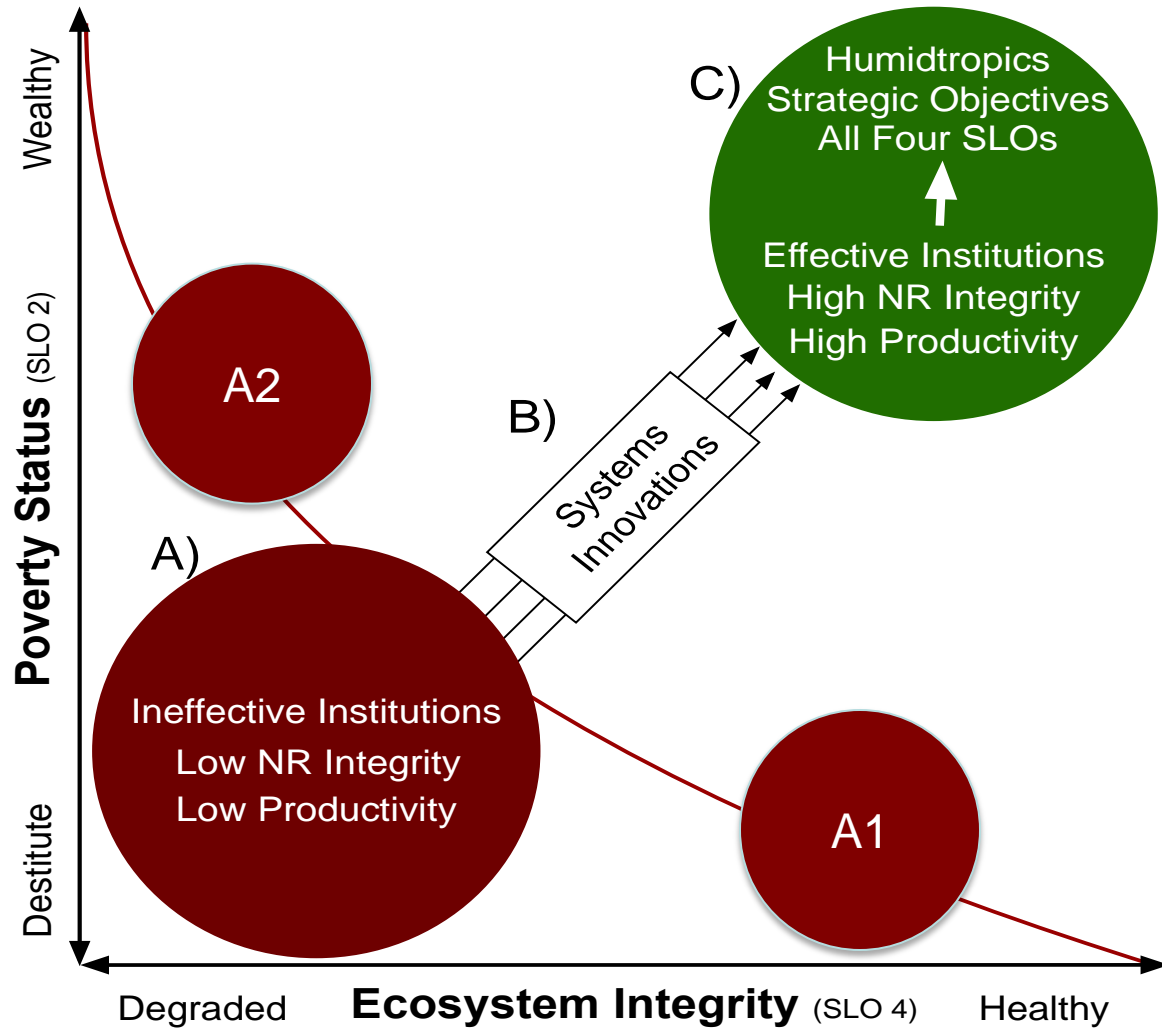 Wealthy
Poverty Status (SLO 2)
Destitute
C)
Humidtropics
Strategic Objectives
All Four SLOs
Effective Institutions
High NR Integrity
High Productivity
A2
B)
Systems
Innovations
A)
Ineffective Institutions
Low NR Integrity
Low Productivity
A1
Degraded
Ecosystem Integrity (SLO 4)
Healthy